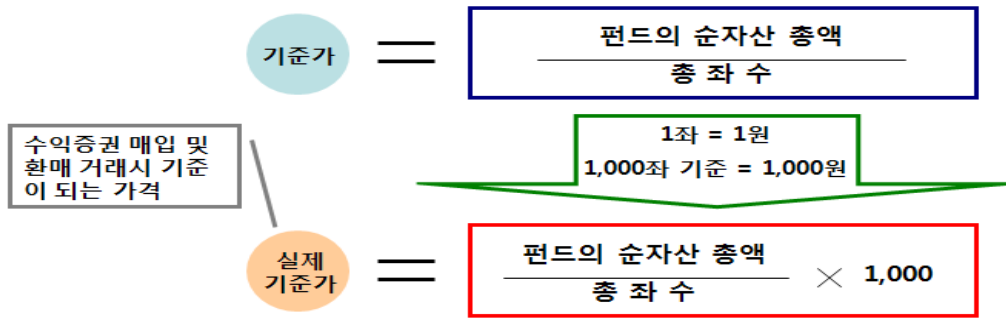 기준가
펀드의 순자산 총액
총 좌 수
수익증권 매입 및
환매 거래시 기준
이 되는 가격
1좌 = 1원
1,000좌 기준 = 1,000원
실제
기준가
펀드의 순자산 총액
총 좌 수
× 1,000